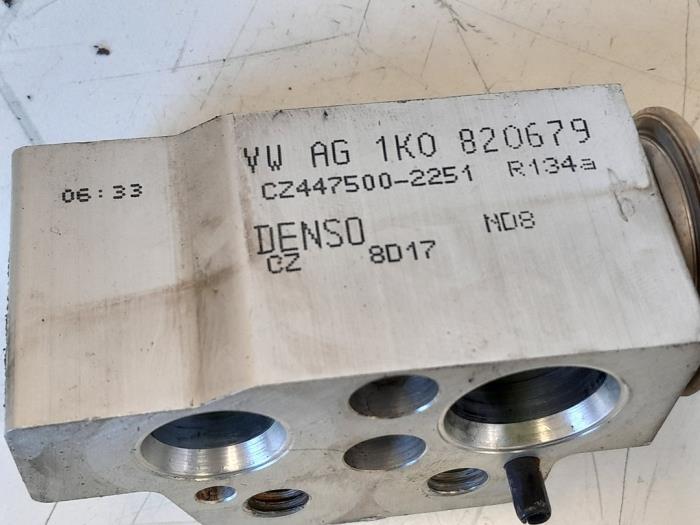 VW AG 1K0 820679
06:33
CZ447500-2251 R134a
DENSO ND8
CZ 8D17